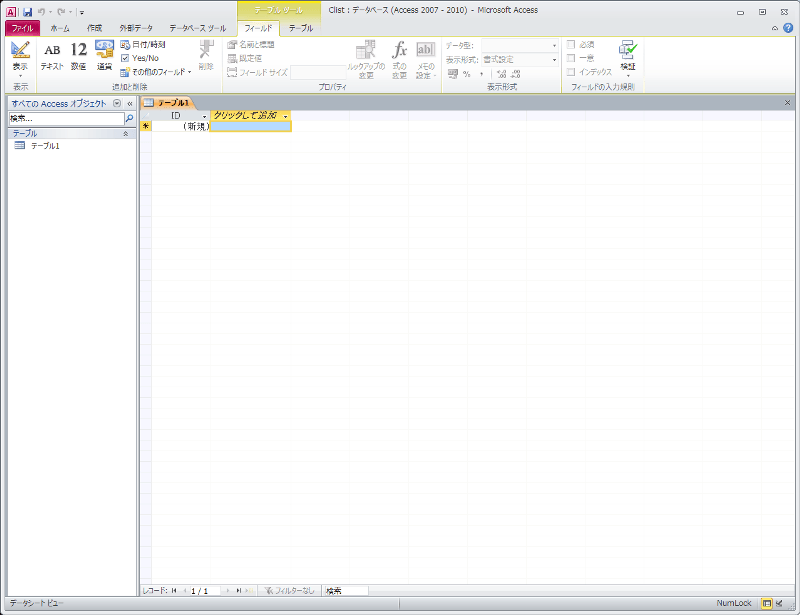 テーブル ツール
Clist : データベース (Access 2007 - 2010) - Microsoft Access
ファイル ホーム 作成 外部データ データベース ツール フィールド テーブル
表示
AB テキスト
12 数値
通貨
日付/時刻
Yes/No
その他のフィールド
削除
名前と標題
既定値
フィールド サイズ
ルックアップの変更
fx 式の変更
ab メモの設定
データ型:
表示形式: 書式設定
%
必須
一意
インデックス
検証
表示 追加と削除 プロパティ 表示形式 フィールドの入力規則
すべての Access オブジェクト
検索...
テーブル
テーブル1
テーブル1
ID クリックして追加
(新規)
レコード: 1 / 1 フィルターなし 検索
データシート ビュー NumLock